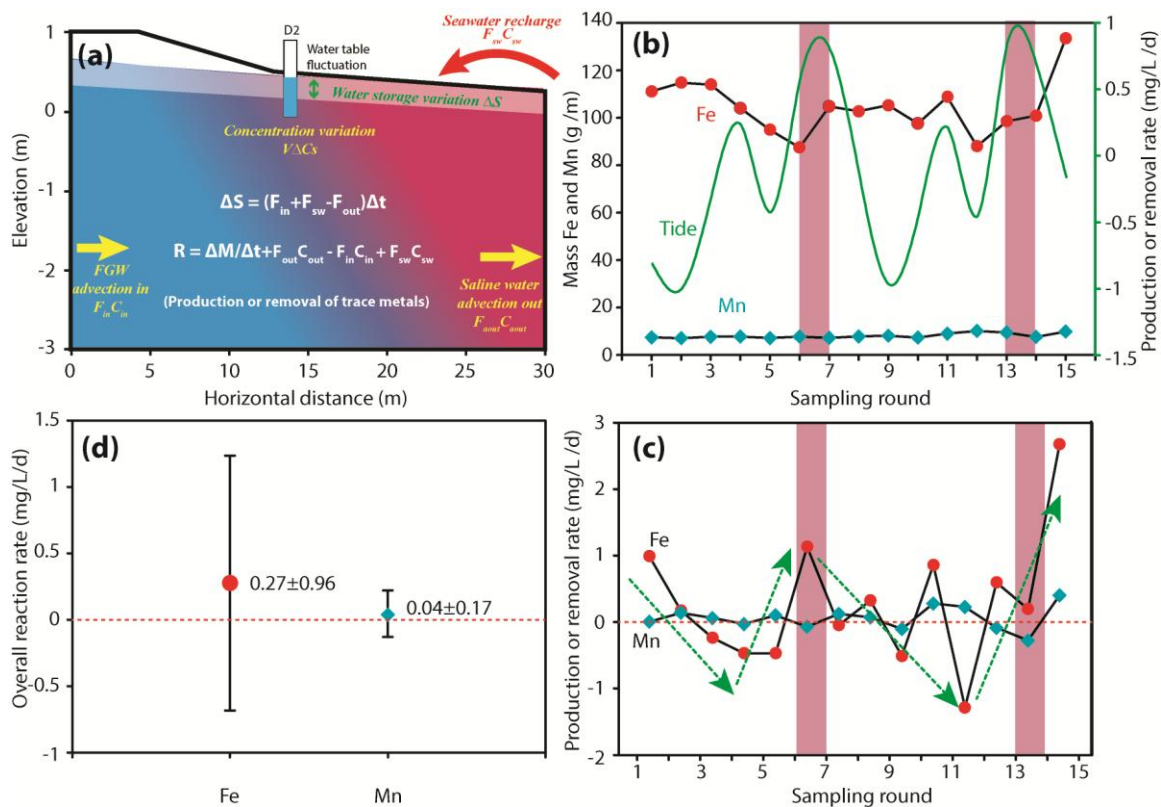 (a)
D2
Water table
fluctuation
Seawater recharge
F_sw C_sw
Water storage variation ΔS
Concentration variation
VΔCs
ΔS = (F_in+F_sw-F_out)Δt
R = ΔM/Δt+F_out C_out - F_in C_in + F_sw C_sw
(Production or removal of trace metals)
FGW
advection in
F_in C_in
Saline water
advection out
F_aout C_aout
Elevation (m)
1
0
-1
-2
-3
0 5 10 15 20 25 30
Horizontal distance (m)
(b)
Fe
Tide
Mn
Mass Fe and Mn (g /m)
140
120
100
80
60
40
20
0
Production or removal rate (mg/L /d)
1
0.5
0
-0.5
-1
-1.5
1 3 5 7 9 11 13 15
Sampling round
(d)
Overall reaction rate (mg/L/d)
1.5
1
0.5
0
-0.5
-1
0.27±0.96
0.04±0.17
Fe Mn
(c)
Fe
Mn
Production or removal rate (mg/L/d)
3
2
1
0
-1
-2
1 3 5 7 9 11 13 15
Sampling round